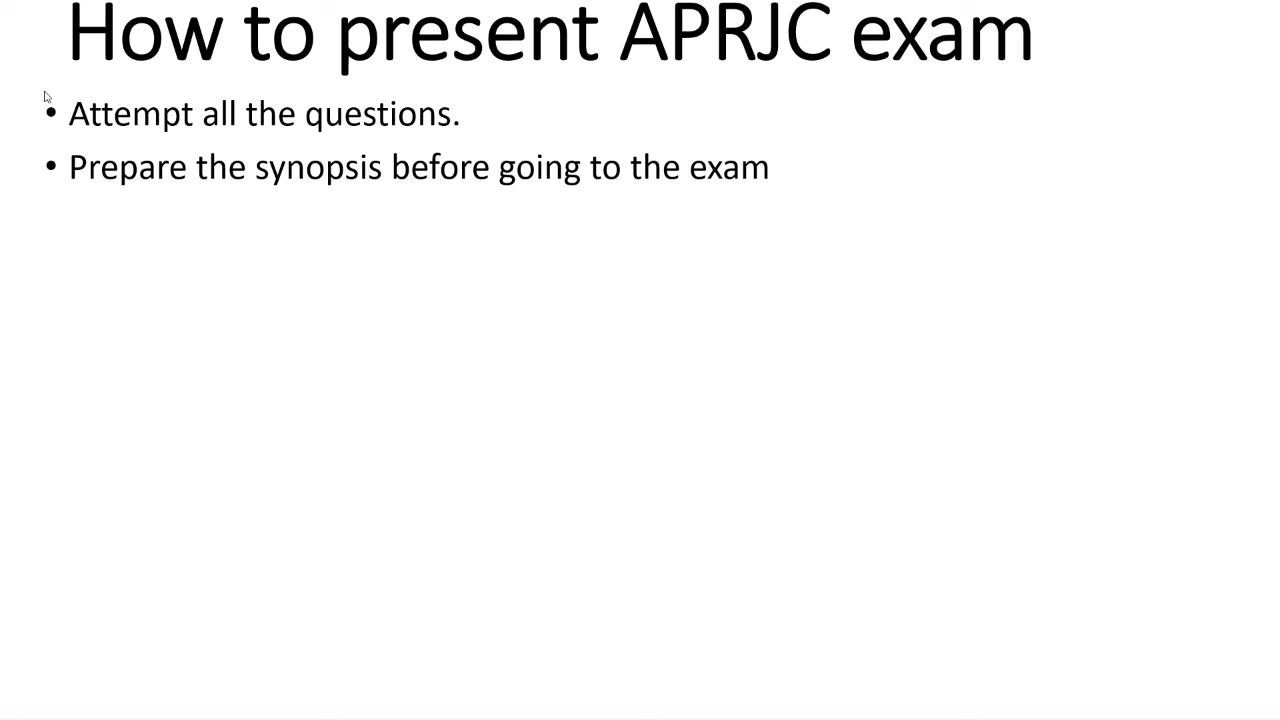 How to present APRJC exam
• Attempt all the questions.
• Prepare the synopsis before going to the exam